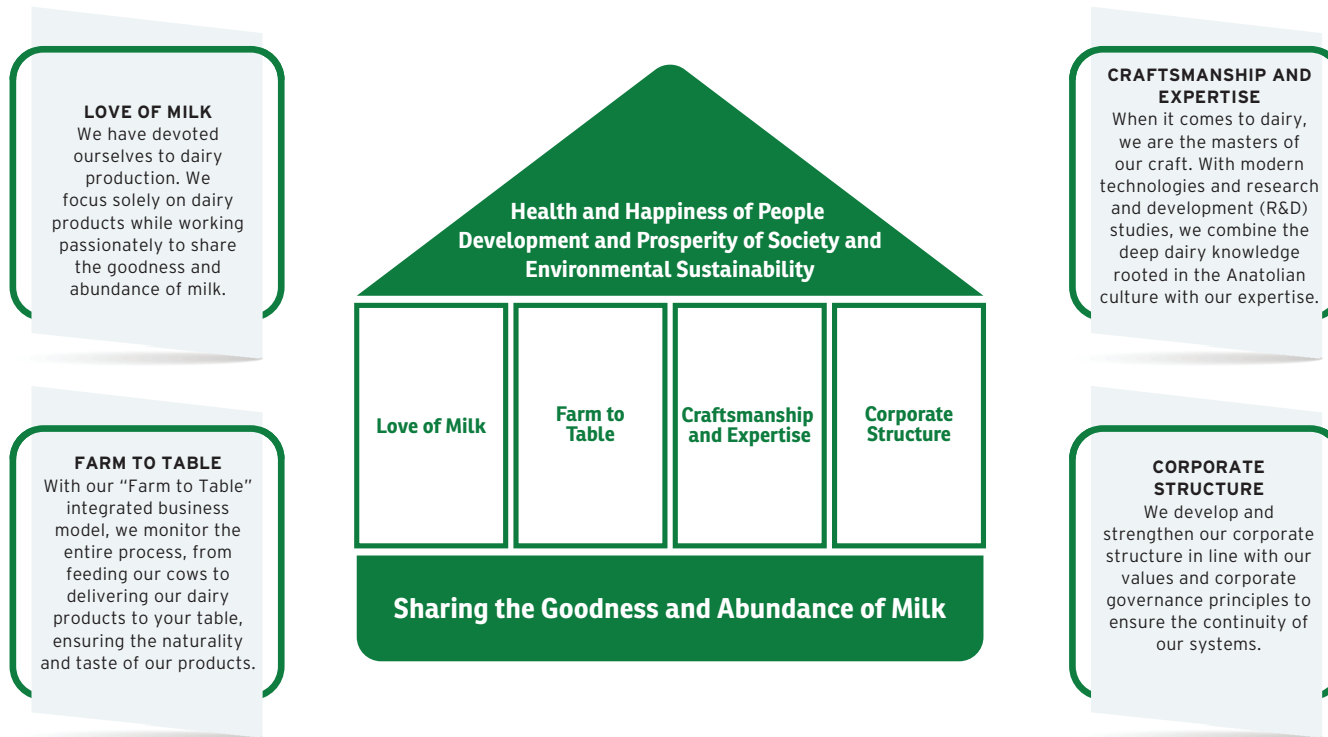 LOVE OF MILK
We have devoted
ourselves to dairy
production. We
focus solely on dairy
products while working
passionately to share
the goodness and
abundance of milk.
FARM TO TABLE
With our “Farm to Table”
integrated business
model, we monitor the
entire process, from
feeding our cows to
delivering our dairy
products to your table,
ensuring the naturality
and taste of our products.
Health and Happiness of People
Development and Prosperity of Society and
Environmental Sustainability
Love of Milk
Farm to
Table
Craftsmanship
and Expertise
Corporate
Structure
Sharing the Goodness and Abundance of Milk
CRAFTSMANSHIP AND
EXPERTISE
When it comes to dairy,
we are the masters of
our craft. With modern
technologies and research
and development (R&D)
studies, we combine the
deep dairy knowledge
rooted in the Anatolian
culture with our expertise.
CORPORATE
STRUCTURE
We develop and
strengthen our corporate
structure in line with our
values and corporate
governance principles to
ensure the continuity of
our systems.